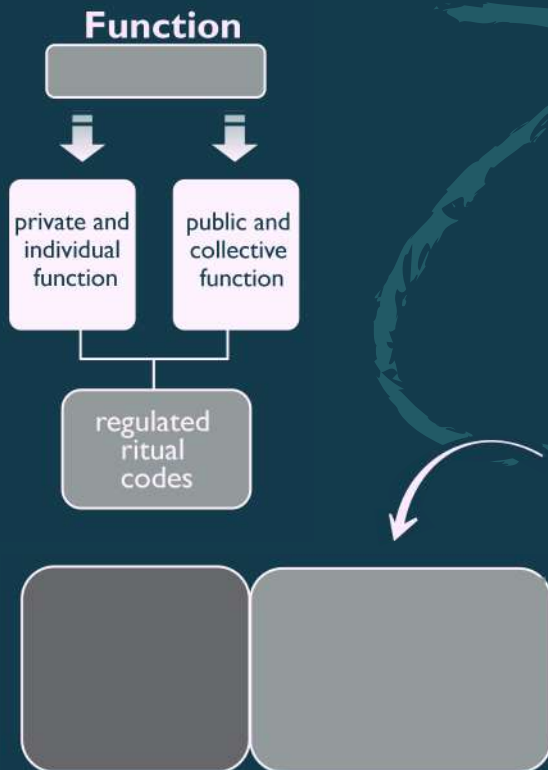 Function
private and
individual
function
public and
collective
function
regulated
ritual
codes